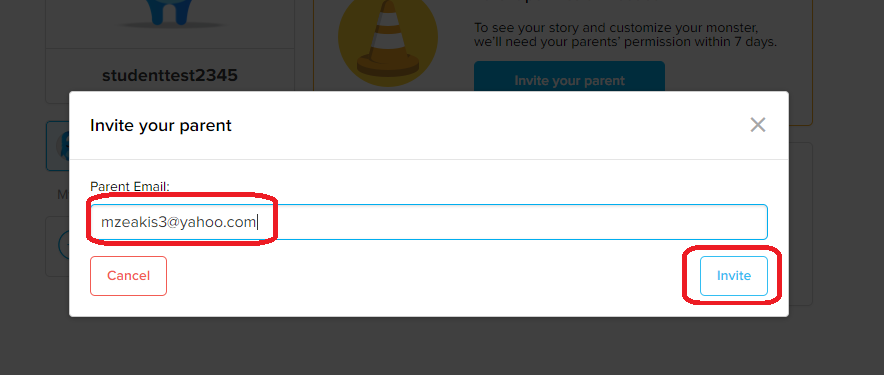 To see your story and customize your monster,
we'll need your parents' permission within 7 days.
studenttest2345
Invite your parent
Invite your parent
Parent Email:
mzeakis3@yahoo.com
Cancel
Invite